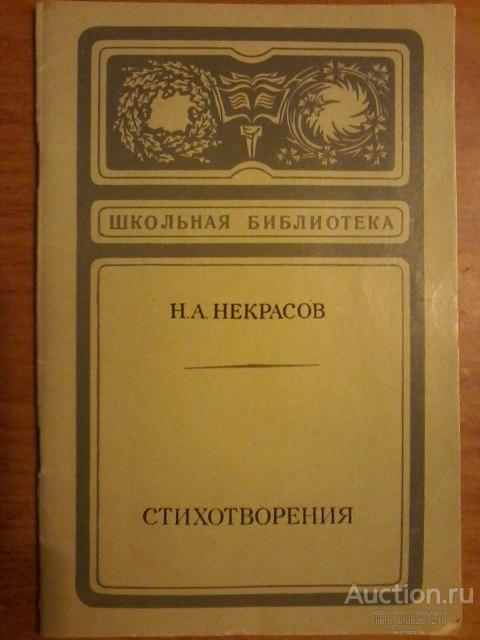 ШКОЛЬНАЯ БИБЛИОТЕКА
Н.А.НЕКРАСОВ
СТИХОТВОРЕНИЯ
Auction.ru